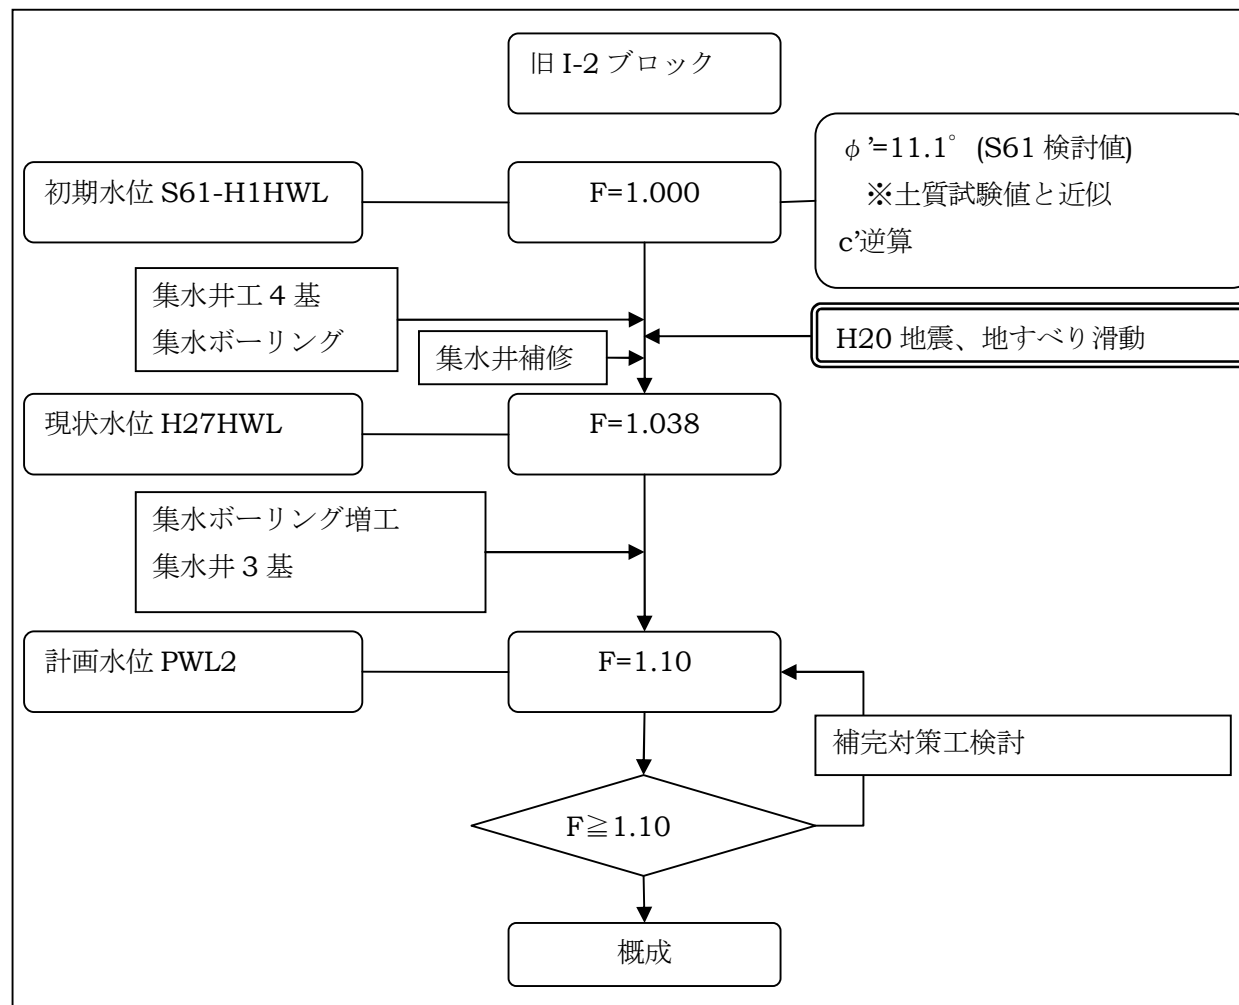 旧 I-2 ブロック
φ'=11.1°(S61 検討値)
※土質試験値と近似
c'逆算
初期水位 S61-H1HWL
F=1.000
集水井工 4 基
集水ボーリング
H20 地震、地すべり滑動
集水井補修
現状水位 H27HWL
F=1.038
集水ボーリング増工
集水井 3 基
計画水位 PWL2
F=1.10
補完対策工検討
F≧1.10
概成